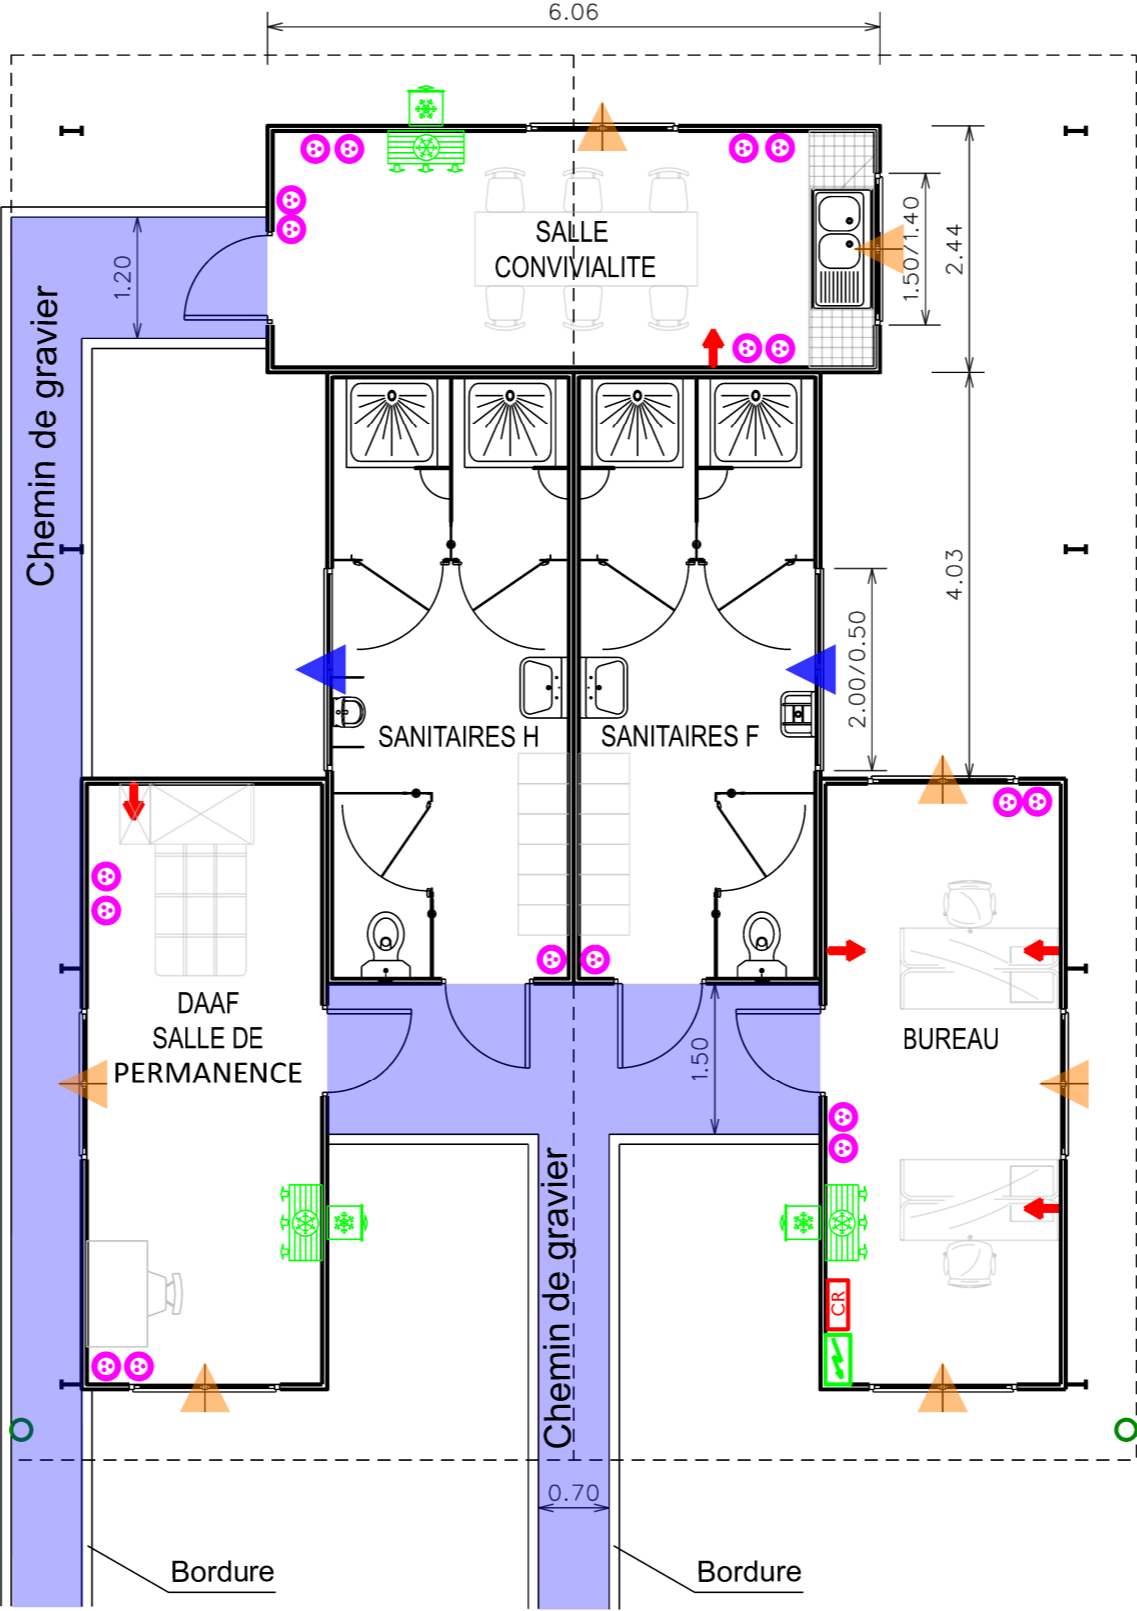 6.06
SALLE
CONVIVIALITE
1.50/1.40
2.44
1.20
Chemin de gravier
4.03
2.00/0.50
SANITAIRES H
SANITAIRES F
DAAF
SALLE DE
PERMANENCE
BUREAU
1.50
Chemin de gravier
CR
0.70
Bordure
Bordure